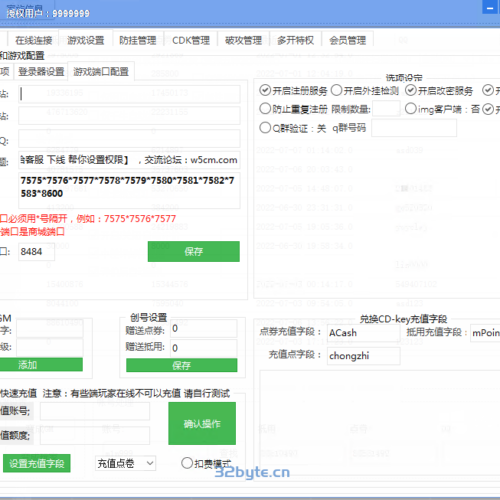 授权用户：9999999
在线连接 游戏设置 防挂管理 CDK管理 破攻管理 多开特权 会员管理
和游戏配置
项 登录器设置 游戏端口配置
选项设定
站:
开启注册服务 开启外挂检测 开启改密服务
站:
防止重复注册 限制数量: img客户端：否
Q:
Q群验证：关 q群号码
题: 台客服 下线 帮你设置权限】，交流论坛：w5cm.com
7575*7576*7577*7578*7579*7580*7581*7582*7
583*8600
口必须用*号隔开，例如：7575*7576*7577
端口是商城端口
口: 8484 保存
GM
字:
级:
添加
创号设置
赠送点券: 0
赠送抵用: 0
保存
兑换CD-key充值字段
点券充值字段： ACash 抵用充值字段： mPoin
充值点字段： chongzhi
快速充值 注意：有些端玩家在线不可以充值 请自行测试
值账号;
值额度;
确认操作
设置充值字段 充值点卷 扣费模式
32byte.cn